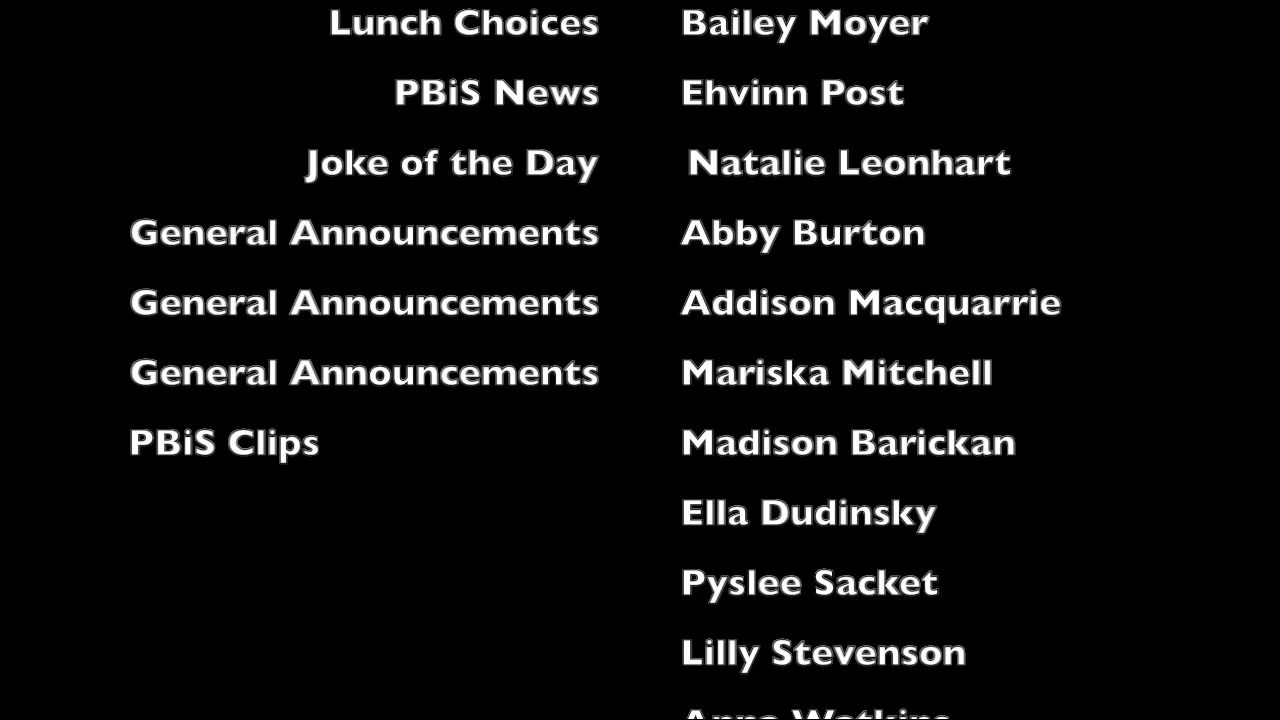 Lunch Choices Bailey Moyer
PBiS News Ehvinn Post
Joke of the Day Natalie Leonhart
General Announcements Abby Burton
General Announcements Addison Macquarrie
General Announcements Mariska Mitchell
PBiS Clips Madison Barickan
Ella Dudinsky
Pyslee Sacket
Lilly Stevenson